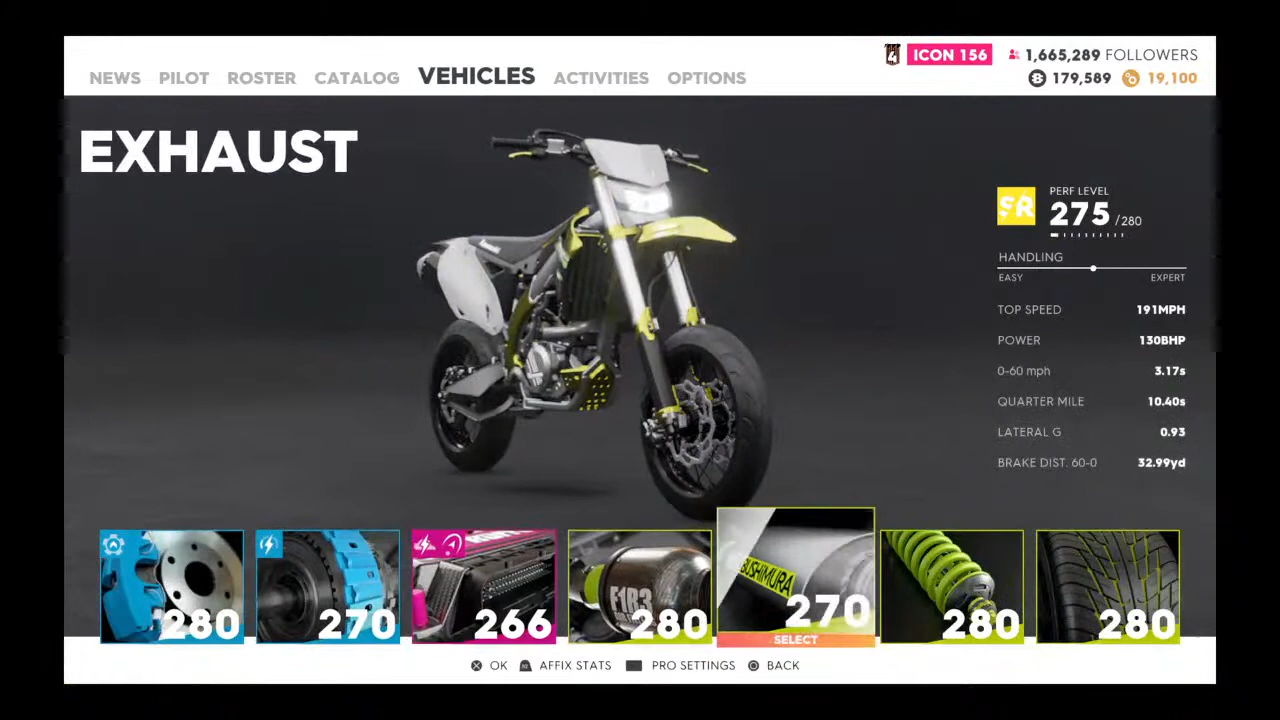 ICON 156
1,665,289 FOLLOWERS
NEWS PILOT ROSTER CATALOG VEHICLES ACTIVITIES OPTIONS
179,589 19,100
EXHAUST
SR
PERF LEVEL
275 /280
HANDLING
EASY EXPERT
TOP SPEED 191MPH
POWER 130BHP
0-60 mph 3.17s
QUARTER MILE 10.40s
LATERAL G 0.93
BRAKE DIST. 60-0 32.99yd
F1R3
BUSHIMURA
280 270 266 280 270 280 280
SELECT
OK AFFIX STATS PRO SETTINGS BACK